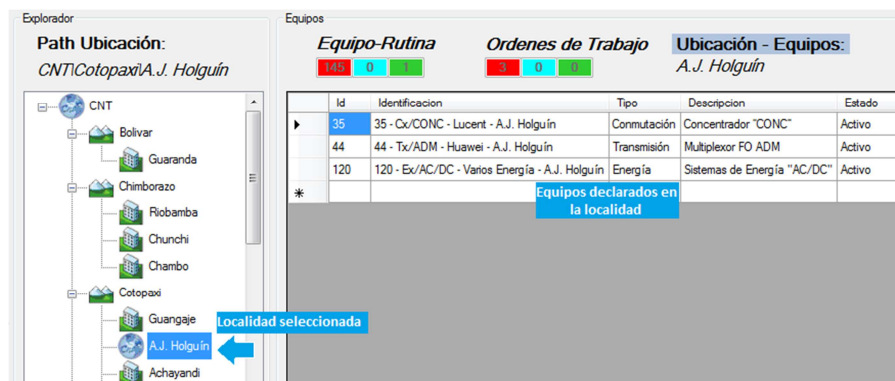 Explorador
Equipos
Path Ubicación:
CNT\Cotopaxi\A.J. Holguín
Equipo-Rutina
145 0 1
Ordenes de Trabajo
3 0 0
Ubicación - Equipos:
A.J. Holguín
CNT
Bolivar
Guaranda
Chimborazo
Riobamba
Chunchi
Chambo
Cotopaxi
Guangaje
A.J. Holguín
Achayandi
Localidad seleccionada
Id Identificacion Tipo Descripcion Estado
35 35 - Cx/CONC - Lucent - A.J. Holguín Conmutación Concentrador "CONC" Activo
44 44 - Tx/ADM - Huawei - A.J. Holguín Transmisión Multiplexor FO ADM Activo
120 120 - Ex/AC/DC - Varios Energía - A.J. Holguín Energía Sistemas de Energía "AC/DC" Activo
Equipos declarados en
la localidad